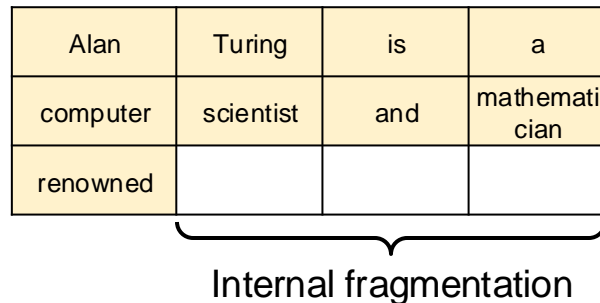 Alan Turing is a
computer scientist and mathemati
cian
renowned
Internal fragmentation